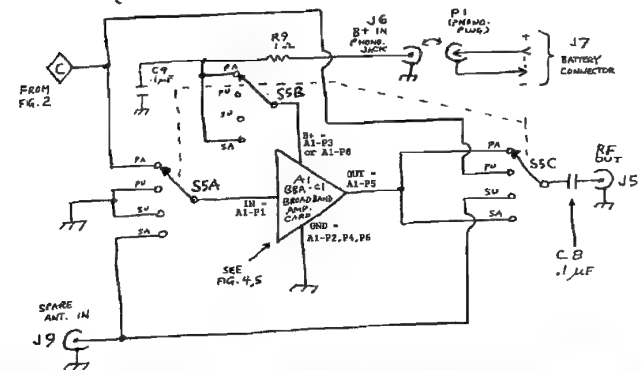 C
FROM
FIG. 2
C9
.1µF
R9
1Ω
J6
B+ IN
PHONO.
JACK
P1
(PHONO.
PLUG)
+
-
J7
BATTERY
CONNECTOR
PA
PU
SU
SA
S5B
B+ =
A1-P3
or A1-P8
PA
PU
SU
SA
S5A
IN =
A1-P1
A1
BBA-C1
BROADBAND
AMP.
CARD
OUT =
A1-P5
GND =
A1-P2,P4,P6
SEE
FIG. 4,5
PA
PU
SU
SA
S5C
RF
OUT
J5
C8
.1µF
SPARE
ANT. IN
J9